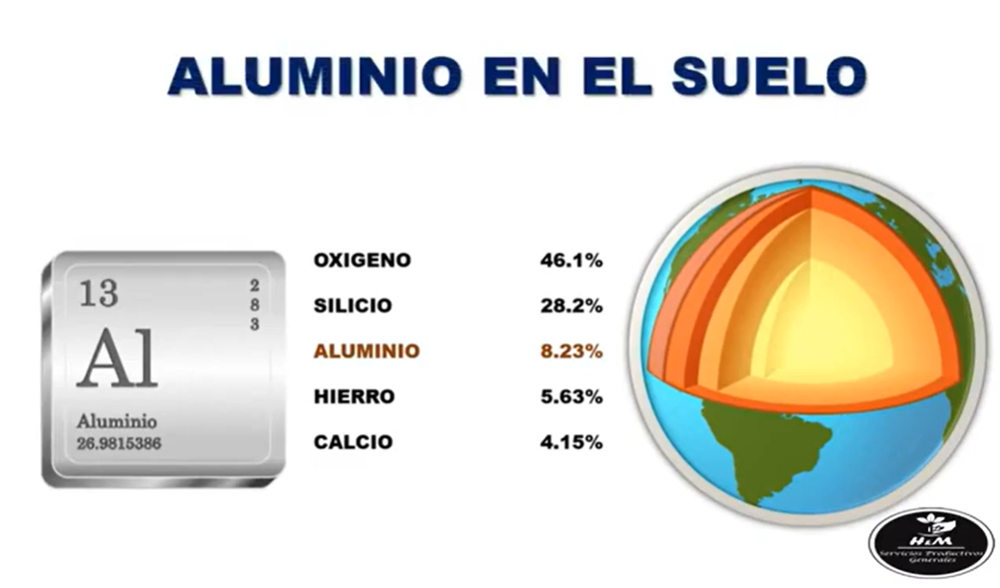 ALUMINIO EN EL SUELO
13
2
8
3
Al
Aluminio
26.9815386
OXIGENO 46.1%
SILICIO 28.2%
ALUMINIO 8.23%
HIERRO 5.63%
CALCIO 4.15%
H&M
Servicios Productivos
Generales